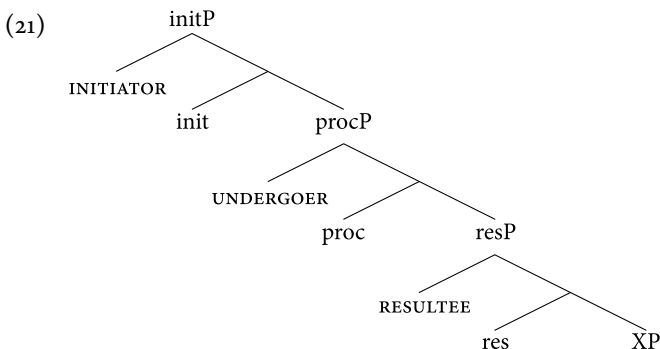 (21) initP
INITIATOR
init procP
UNDERGOER
proc resP
RESULTEE
res XP